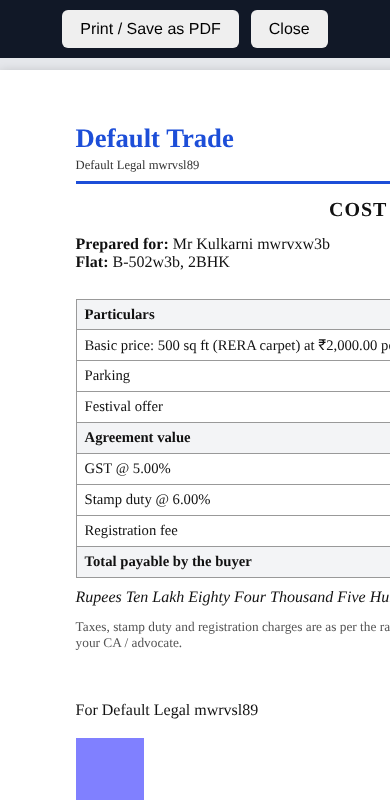 Print / Save as PDF
Close
Default Trade
Default Legal mwrvsl89
COST
Prepared for: Mr Kulkarni mwrvxw3b
Flat: B-502w3b, 2BHK
Particulars
Basic price: 500 sq ft (RERA carpet) at ₹2,000.00
Parking
Festival offer
Agreement value
GST @ 5.00%
Stamp duty @ 6.00%
Registration fee
Total payable by the buyer
Rupees Ten Lakh Eighty Four Thousand Five
Taxes, stamp duty and registration charges are as per the
your CA / advocate.
For Default Legal mwrvsl89